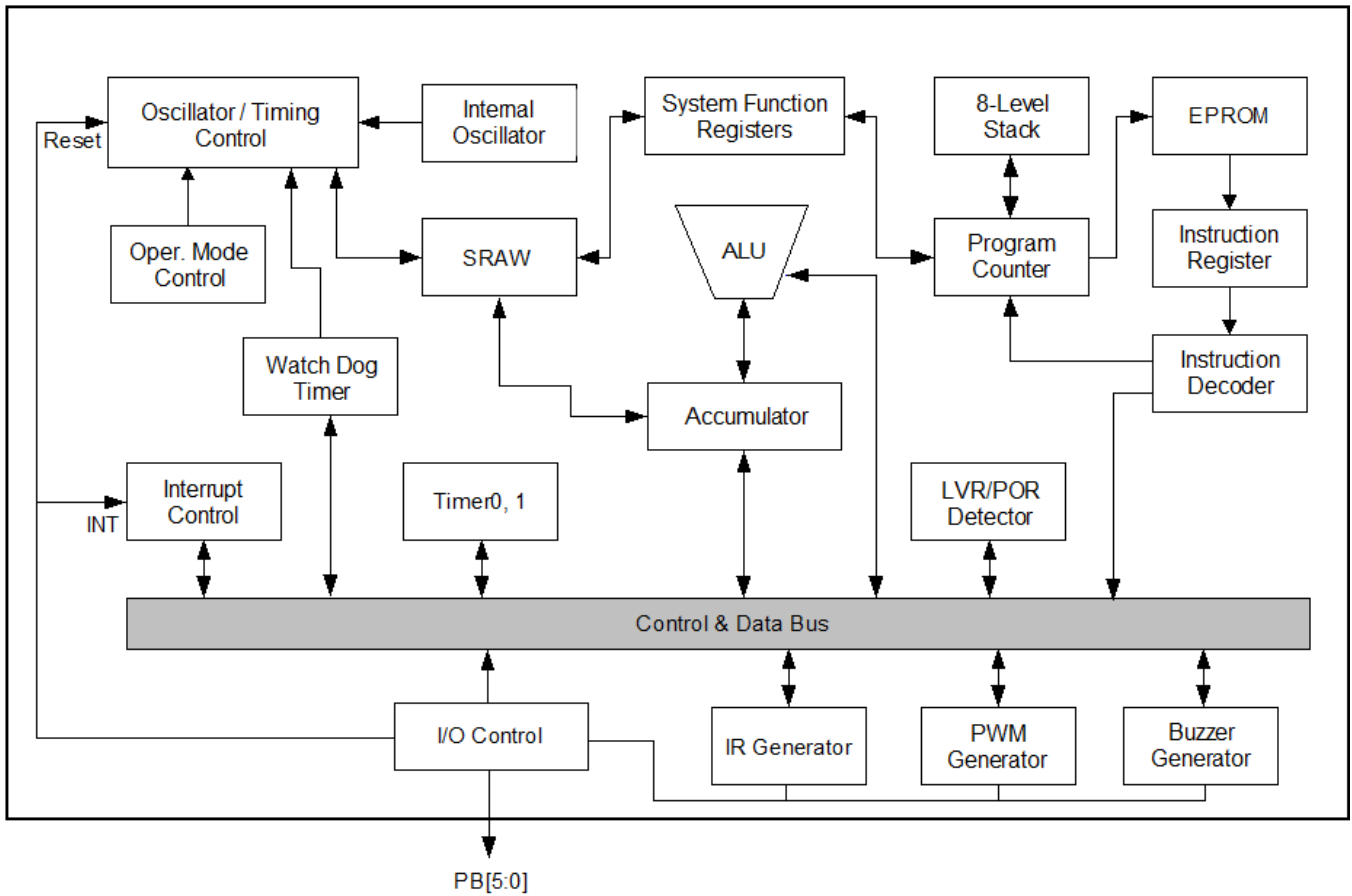 Oscillator / Timing
Control
Internal
Oscillator
System Function
Registers
8-Level
Stack
EPROM
Reset
Oper. Mode
Control
SRAW
ALU
Program
Counter
Instruction
Register
Watch Dog
Timer
Accumulator
Instruction
Decoder
Interrupt
Control
INT
Timer0, 1
LVR/POR
Detector
Control & Data Bus
I/O Control
IR Generator
PWM
Generator
Buzzer
Generator
PB[5:0]